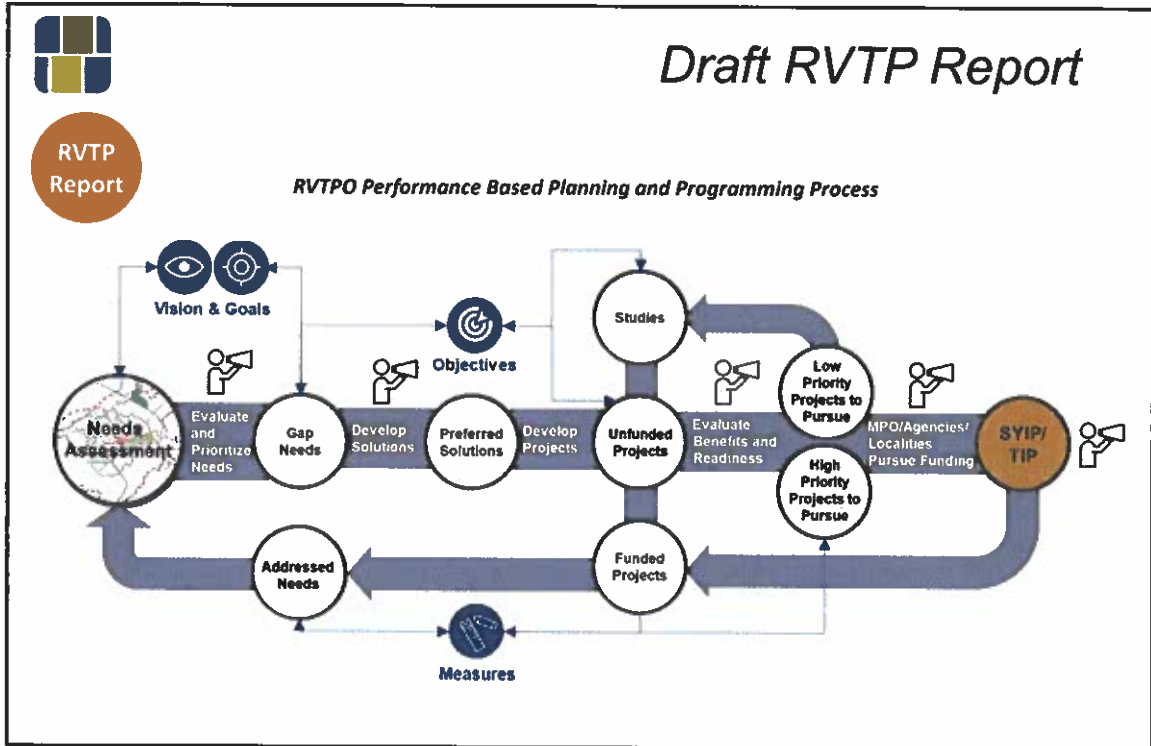 Draft RVTP Report
RVTP
Report
RVTPO Performance Based Planning and Programming Process
Vision & Goals
Objectives
Studies
Low
Priority
Projects to
Pursue
Needs
Assessment
Evaluate
and
Prioritize
Needs
Gap
Needs
Develop
Solutions
Preferred
Solutions
Develop
Projects
Unfunded
Projects
Evaluate
Benefits and
Readiness
High
Priority
Projects to
Pursue
MPO/Agencies/
Localities
Pursue Funding
SYIP/
TIP
Addressed
Needs
Funded
Projects
Measures